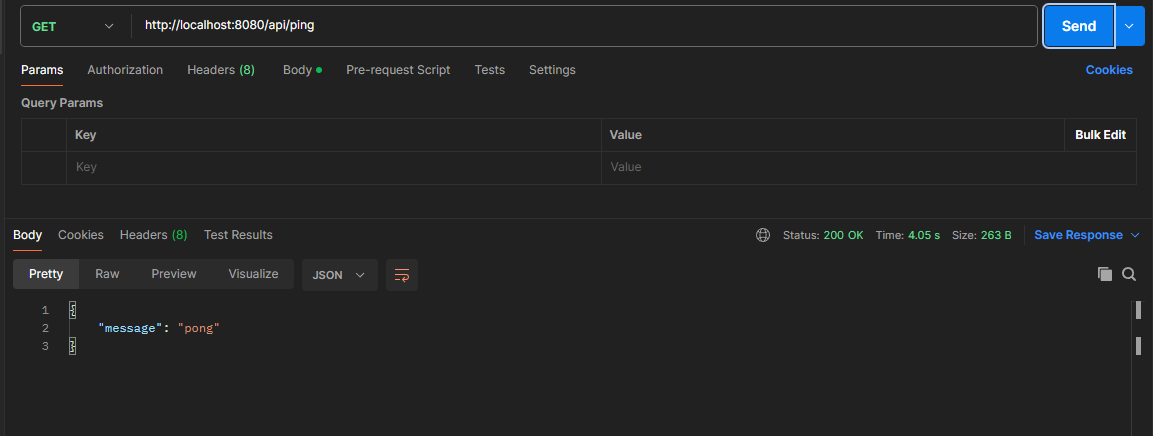 GET http://localhost:8080/api/ping Send
Params Authorization Headers (8) Body Pre-request Script Tests Settings Cookies
Query Params
Key Value Bulk Edit
Key Value
Body Cookies Headers (8) Test Results Status: 200 OK Time: 4.05 s Size: 263 B Save Response
Pretty Raw Preview Visualize JSON
1 {
2 "message": "pong"
3 }